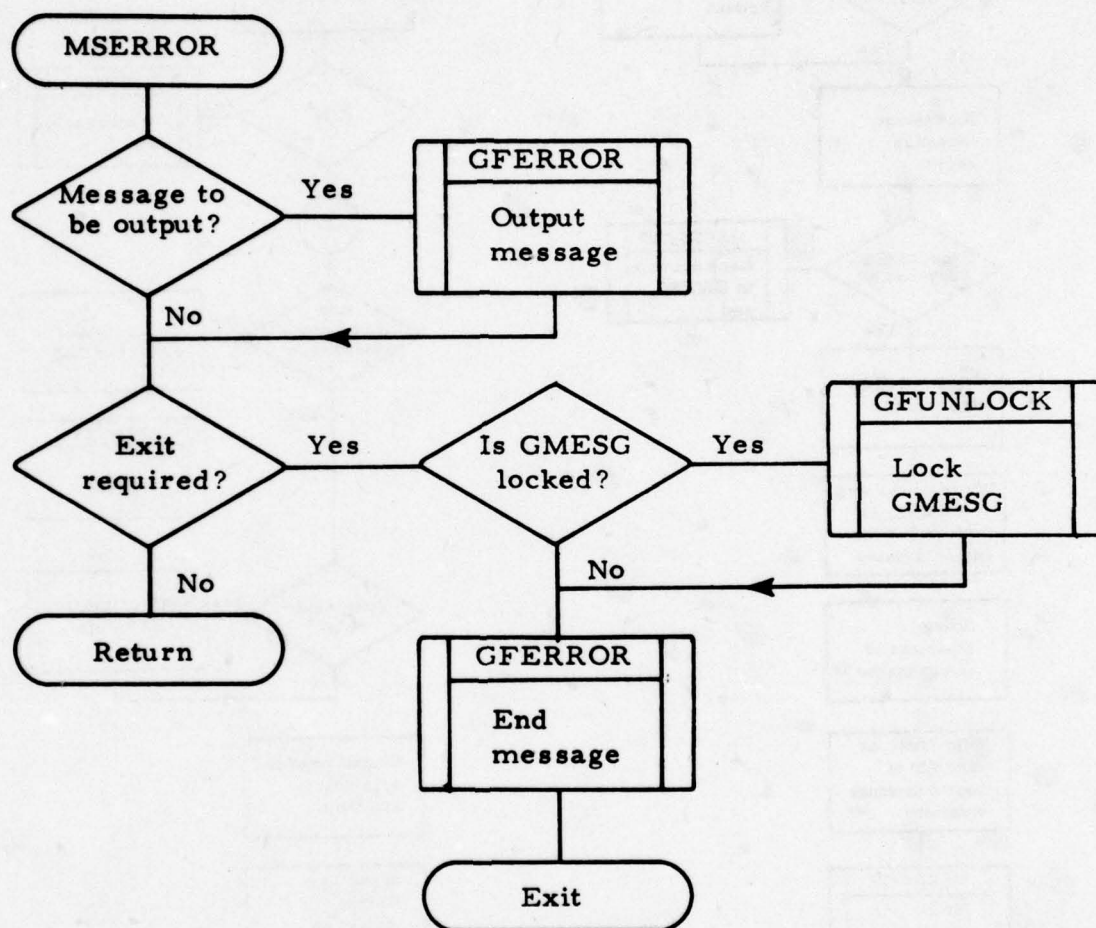 MSERROR
Message to
be output?
Yes
GFERROR
Output
message
No
Exit
required?
Yes
Is GMESG
locked?
Yes
GFUNLOCK
Lock
GMESG
No
No
Return
GFERROR
End
message
Exit